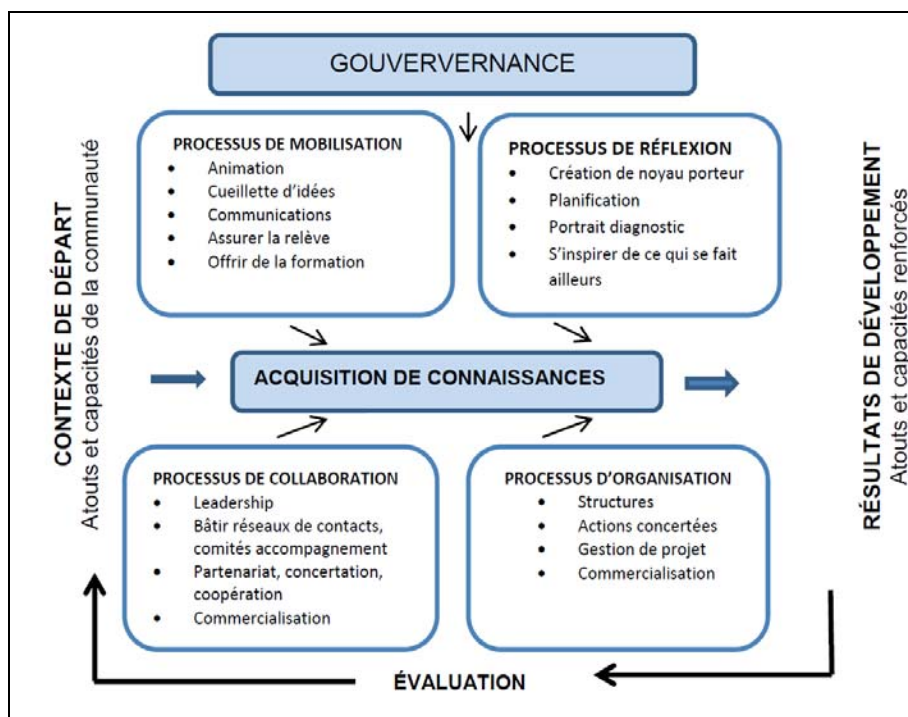 GOUVERVERNANCE
PROCESSUS DE MOBILISATION
• Animation
• Cueillette d'idées
• Communications
• Assurer la relève
• Offrir de la formation
PROCESSUS DE RÉFLEXION
• Création de noyau porteur
• Planification
• Portrait diagnostic
• S'inspirer de ce qui se fait
ailleurs
CONTEXTE DE DÉPART
Atouts et capacités de la communauté
ACQUISITION DE CONNAISSANCES
RÉSULTATS DE DÉVELOPPEMENT
Atouts et capacités renforcés
PROCESSUS DE COLLABORATION
• Leadership
• Bâtir réseaux de contacts,
comités accompagnement
• Partenariat, concertation,
coopération
• Commercialisation
PROCESSUS D'ORGANISATION
• Structures
• Actions concertées
• Gestion de projet
• Commercialisation
ÉVALUATION